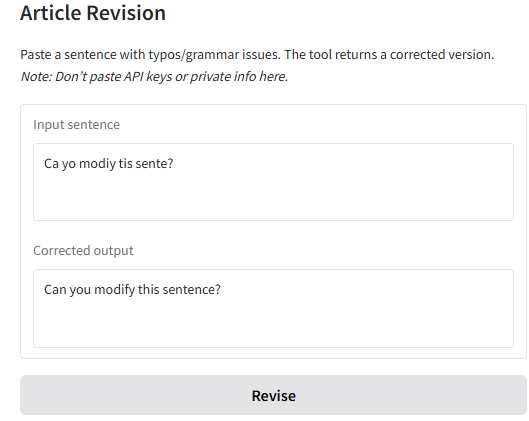 Article Revision
Paste a sentence with typos/grammar issues. The tool returns a corrected version.
Note: Don’t paste API keys or private info here.
Input sentence
Ca yo modiy tis sente?
Corrected output
Can you modify this sentence?
Revise